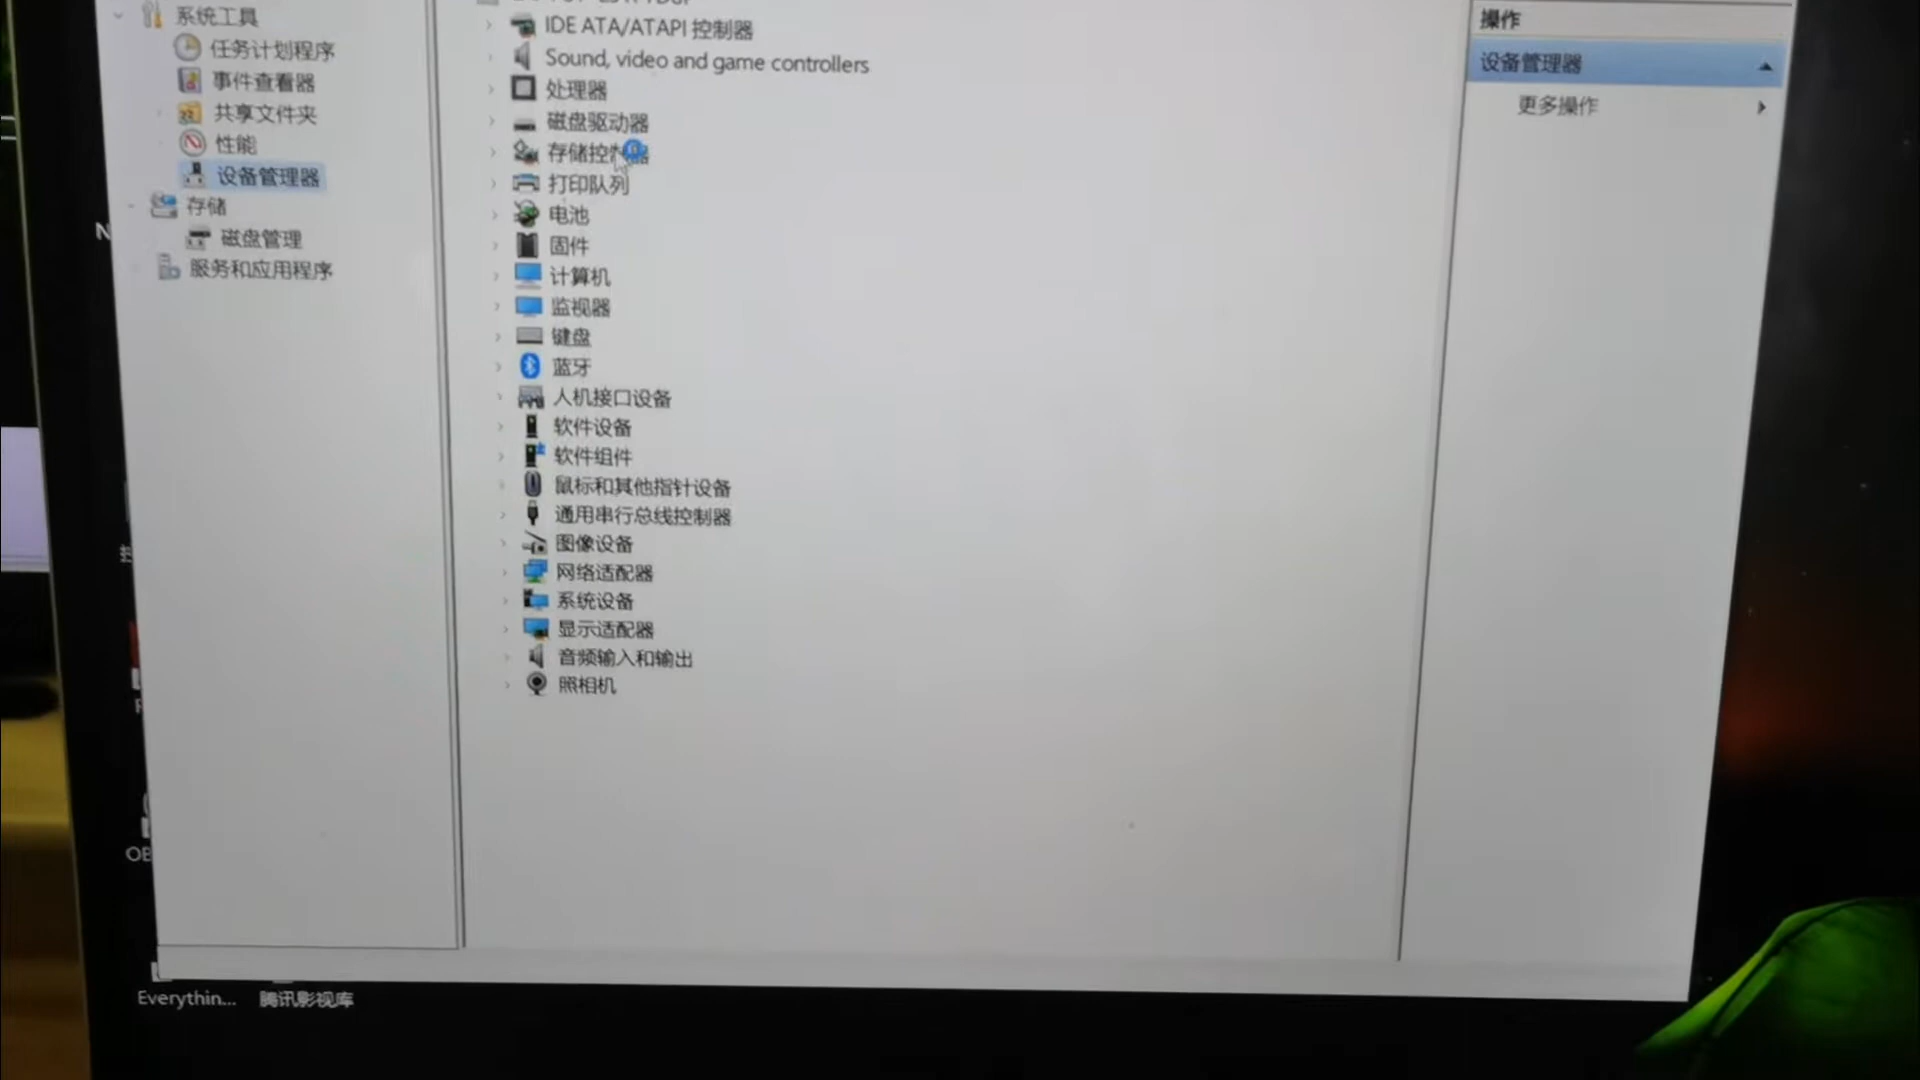 系统工具
任务计划程序
事件查看器
共享文件夹
性能
设备管理器
存储
磁盘管理
服务和应用程序
IDE ATA/ATAPI 控制器
Sound, video and game controllers
处理器
磁盘驱动器
存储控制器
打印队列
电池
固件
计算机
监视器
键盘
蓝牙
人机接口设备
软件设备
软件组件
鼠标和其他指针设备
通用串行总线控制器
图像设备
网络适配器
系统设备
显示适配器
音频输入和输出
照相机
操作
设备管理器
更多操作
N
OB
Everythin...
腾讯影视库